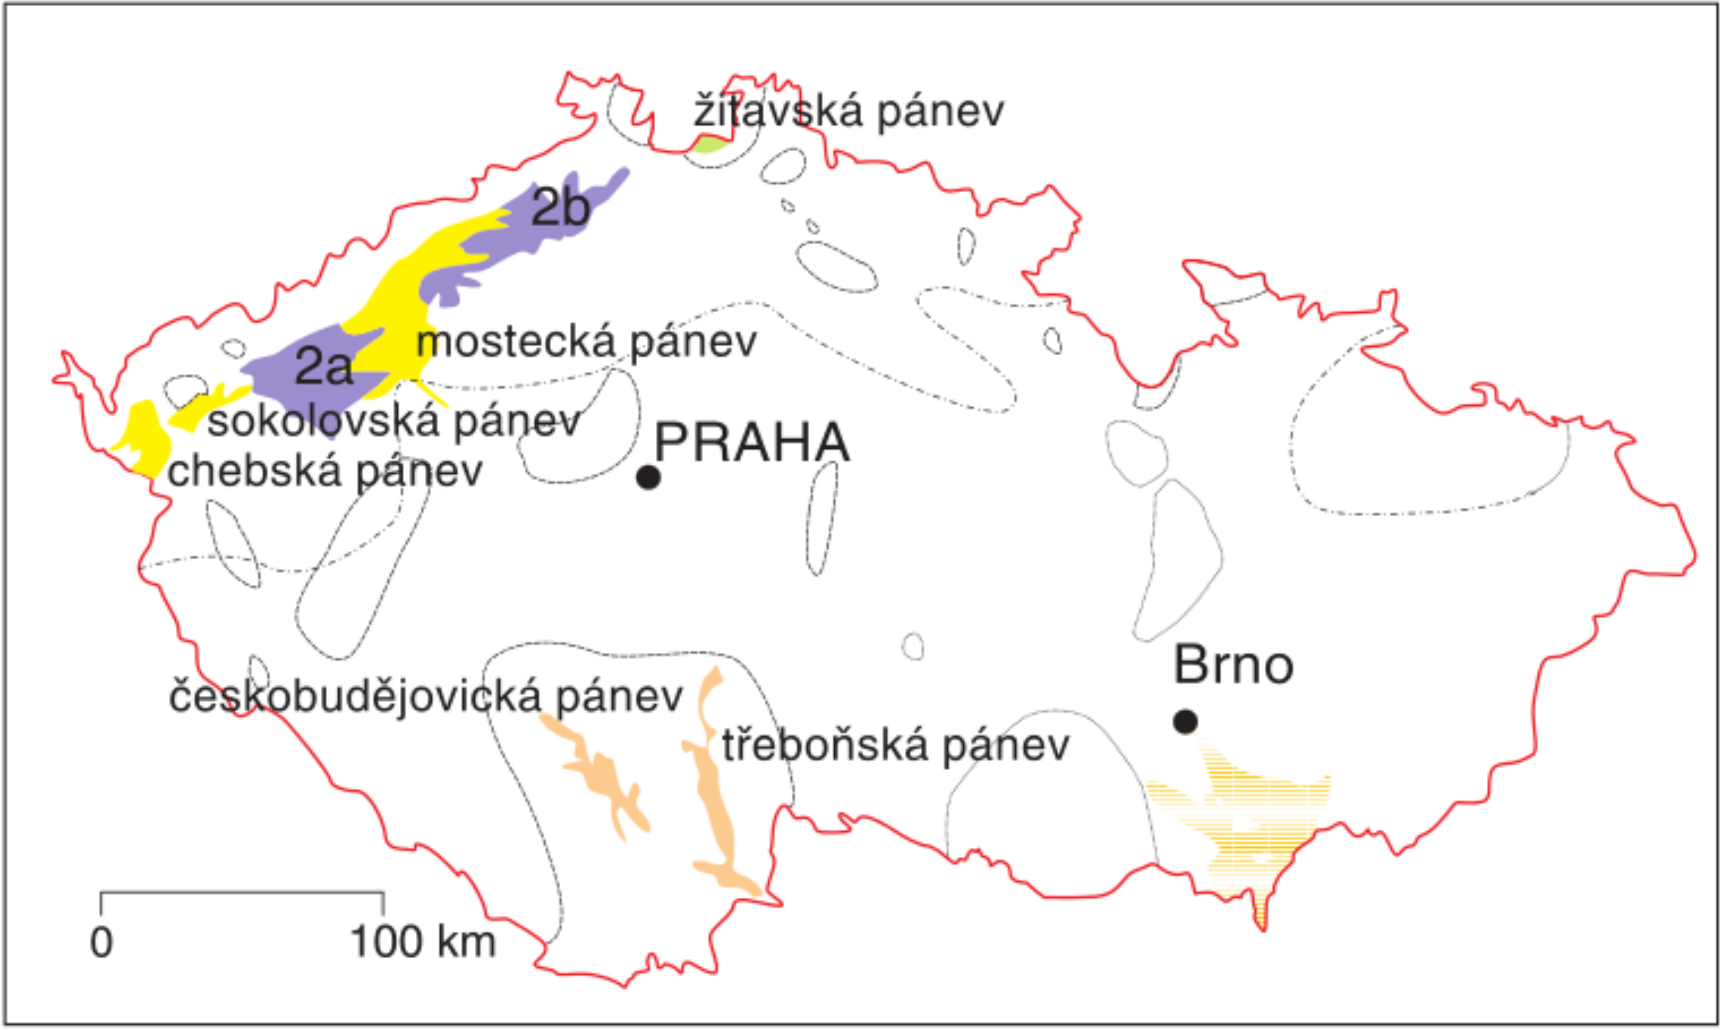 žitavská pánev
2b
mostecká pánev
2a
sokolovská pánev
PRAHA
chebská pánev
Brno
českobudějovická pánev
třeboňská pánev
0 100 km